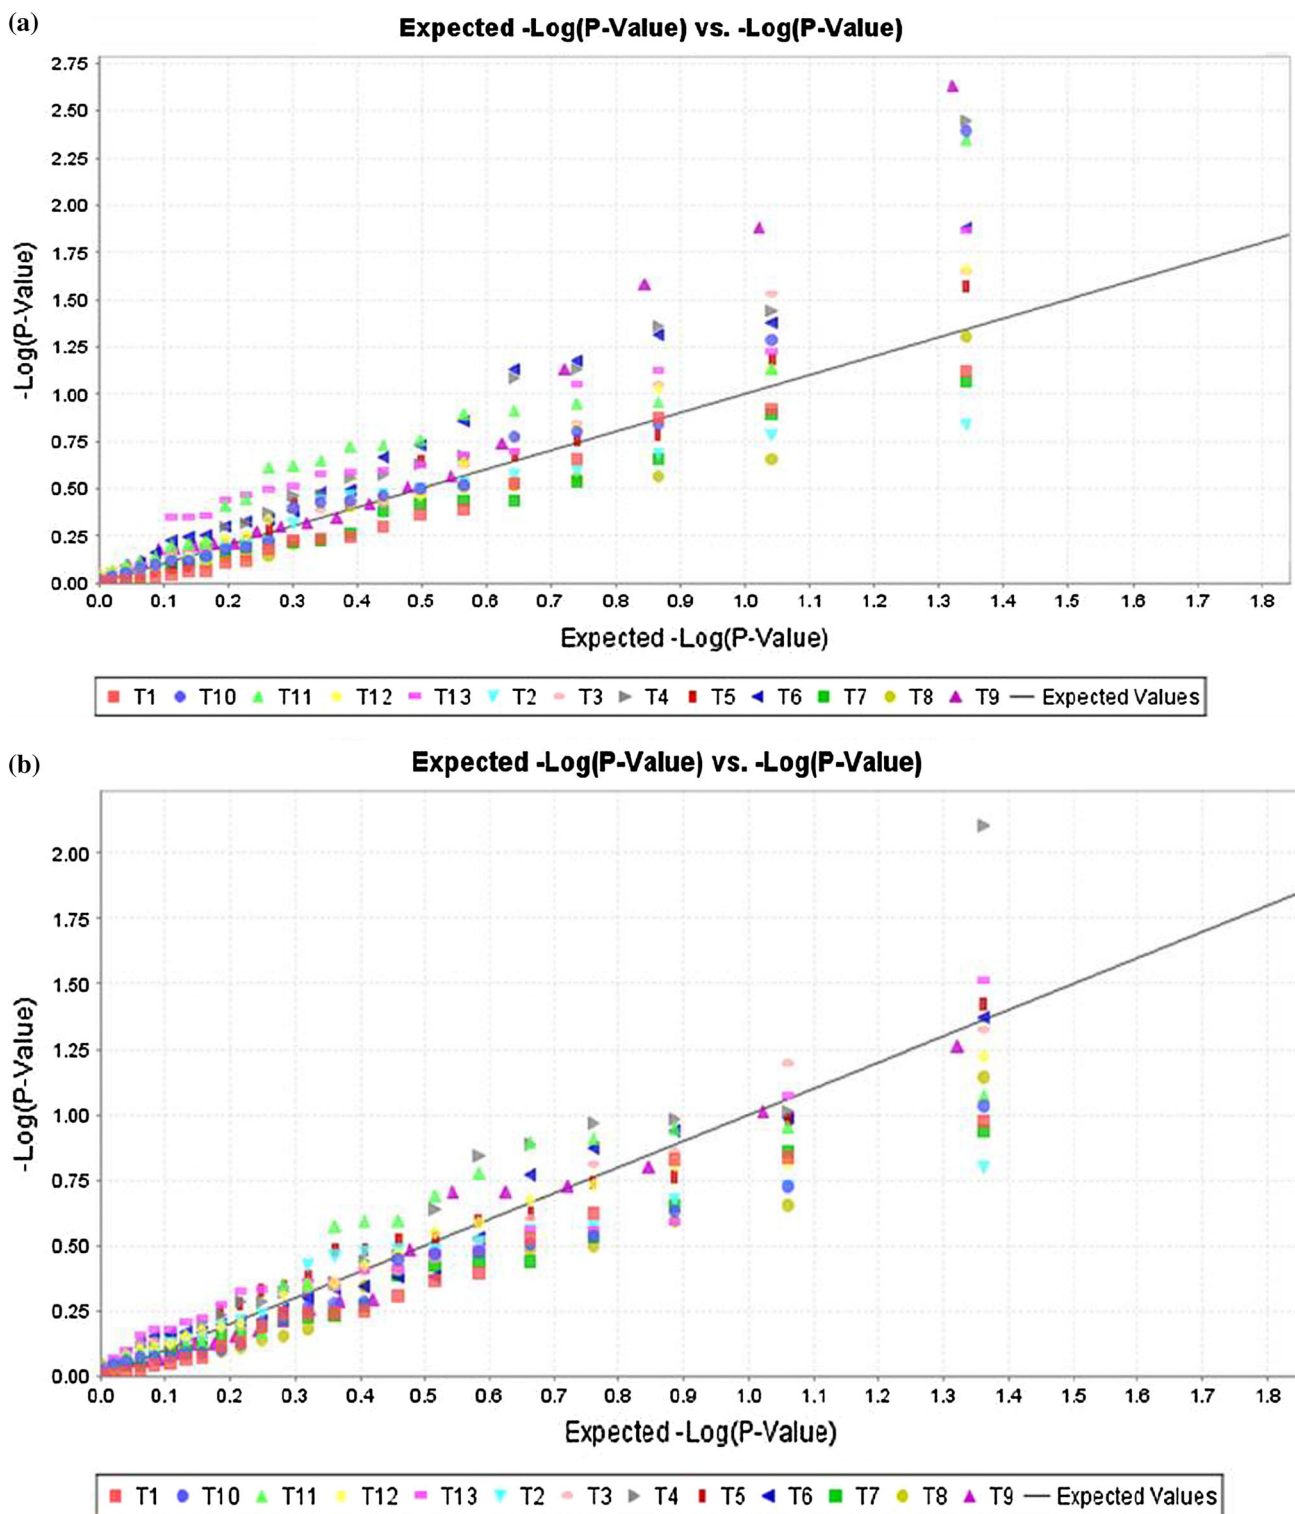 (a)
Expected -Log(P-Value) vs. -Log(P-Value)
2.75
2.50
2.25
2.00
1.75
1.50
1.25
1.00
0.75
0.50
0.25
0.00
-Log(P-Value)
0.0 0.1 0.2 0.3 0.4 0.5 0.6 0.7 0.8 0.9 1.0 1.1 1.2 1.3 1.4 1.5 1.6 1.7 1.8
Expected -Log(P-Value)
T1 T10 T11 T12 T13 T2 T3 T4 T5 T6 T7 T8 T9 Expected Values
(b)
Expected -Log(P-Value) vs. -Log(P-Value)
2.00
1.75
1.50
1.25
1.00
0.75
0.50
0.25
0.00
-Log(P-Value)
0.0 0.1 0.2 0.3 0.4 0.5 0.6 0.7 0.8 0.9 1.0 1.1 1.2 1.3 1.4 1.5 1.6 1.7 1.8
Expected -Log(P-Value)
T1 T10 T11 T12 T13 T2 T3 T4 T5 T6 T7 T8 T9 Expected Values